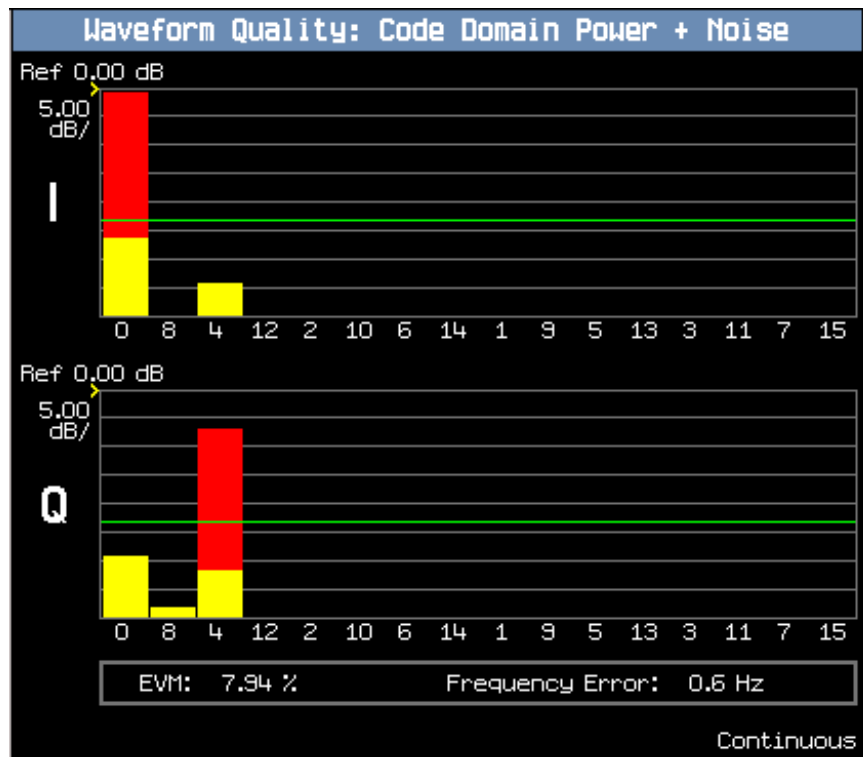 Waveform Quality: Code Domain Power + Noise
Ref 0.00 dB
5.00
dB/
I
0 8 4 12 2 10 6 14 1 9 5 13 3 11 7 15
Ref 0.00 dB
5.00
dB/
Q
0 8 4 12 2 10 6 14 1 9 5 13 3 11 7 15
EVM: 7.94 % Frequency Error: 0.6 Hz
Continuous